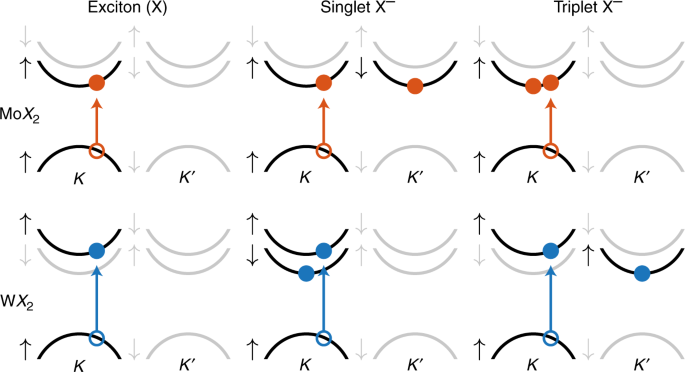 Exciton (X)
Singlet X⁻
Triplet X⁻
↓ ↑ ↓ ↑ ↓ ↑
↑ ↓ ↑ ↓ ↑ ↓
MoX₂
↑ ↓ ↑ ↓ ↑ ↓
K K′ K K′ K K′
↑ ↓ ↑ ↓ ↑ ↓
↓ ↑ ↓ ↑ ↓ ↑
WX₂
↑ ↓ ↑ ↓ ↑ ↓
K K′ K K′ K K′